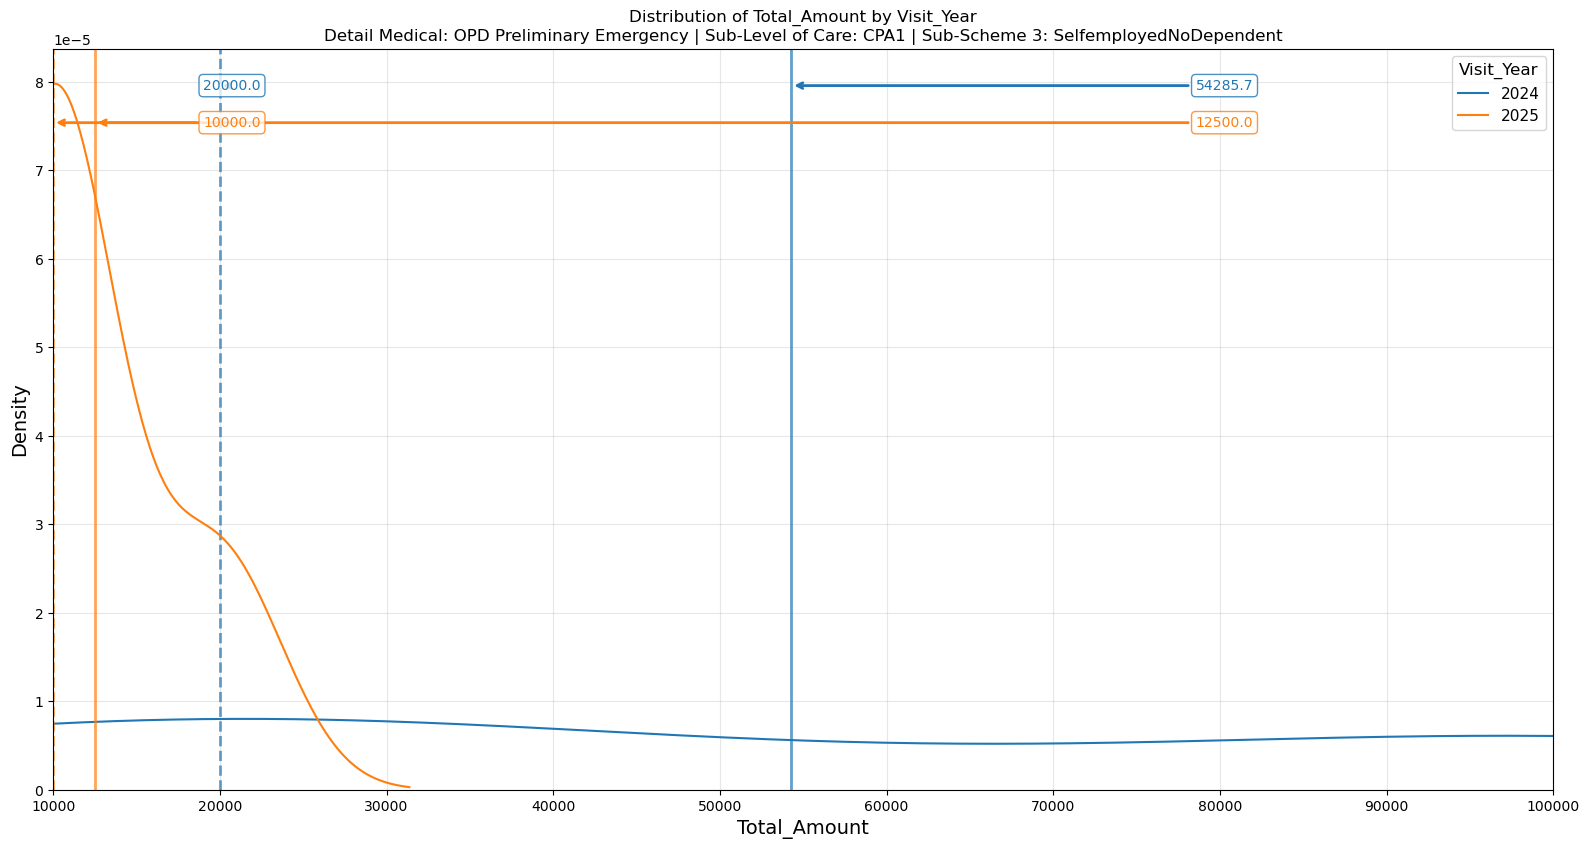 Distribution of Total_Amount by Visit_Year
Detail Medical: OPD Preliminary Emergency | Sub-Level of Care: CPA1 | Sub-Scheme 3: SelfemployedNoDependent
1e−5
8
7
6
5
4
3
2
1
0
Density
20000.0
54285.7
10000.0
12500.0
Visit_Year
2024
2025
10000 20000 30000 40000 50000 60000 70000 80000 90000 100000
Total_Amount